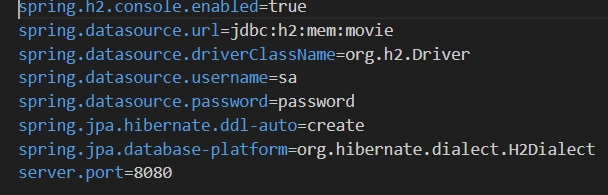 spring.h2.console.enabled=true
spring.datasource.url=jdbc:h2:mem:movie
spring.datasource.driverClassName=org.h2.Driver
spring.datasource.username=sa
spring.datasource.password=password
spring.jpa.hibernate.ddl-auto=create
spring.jpa.database-platform=org.hibernate.dialect.H2Dialect
server.port=8080